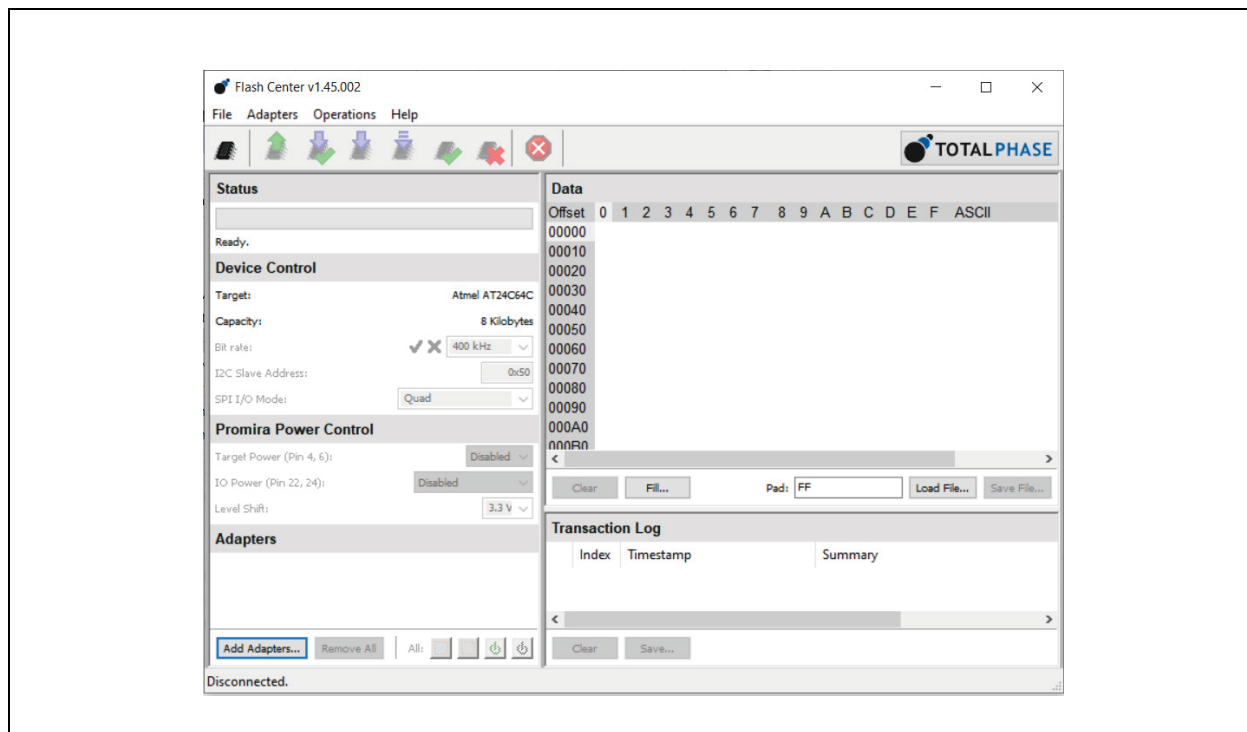 Flash Center v1.45.002
File Adapters Operations Help
TOTALPHASE
Status
Ready.
Device Control
Target: Atmel AT24C64C
Capacity: 8 Kilobytes
Bit rate: 400 kHz
I2C Slave Address: 0x50
SPI I/O Mode: Quad
Promira Power Control
Target Power (Pin 4, 6): Disabled
IO Power (Pin 22, 24): Disabled
Level Shift: 3.3 V
Adapters
Add Adapters... Remove All All:
Data
Offset 0 1 2 3 4 5 6 7 8 9 A B C D E F ASCII
00000
00010
00020
00030
00040
00050
00060
00070
00080
00090
000A0
000B0
Clear Fill... Pad: FF Load File... Save File...
Transaction Log
Index Timestamp Summary
Clear Save...
Disconnected.